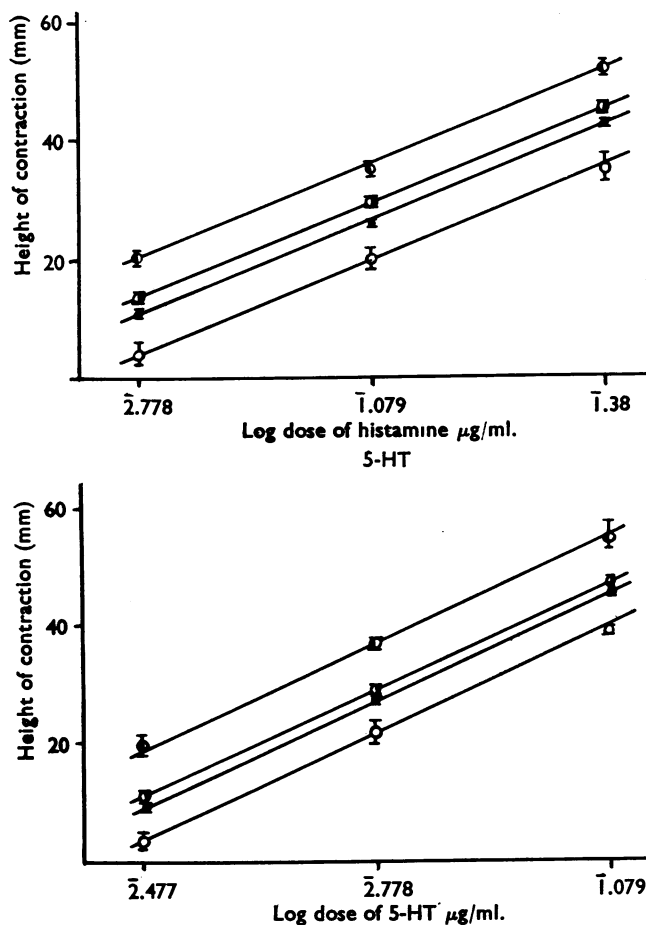 Height of contraction (mm)
60
40
20
2̄.778 1̄.079 1̄.38
Log dose of histamine μg/ml.
5-HT
Height of contraction (mm)
60
40
20
2̄.477 2̄.778 1̄.079
Log dose of 5-HT μg/ml.